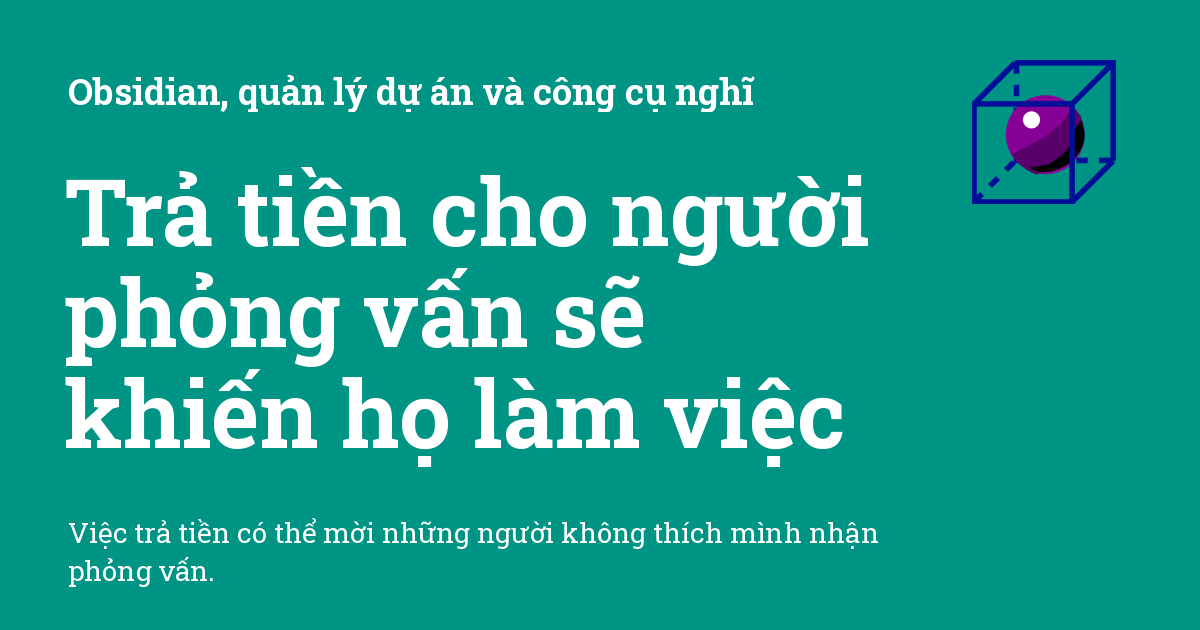 Obsidian, quản lý dự án và công cụ nghĩ
Trả tiền cho người
phỏng vấn sẽ
khiến họ làm việc
Việc trả tiền có thể mời những người không thích mình nhận
phỏng vấn.